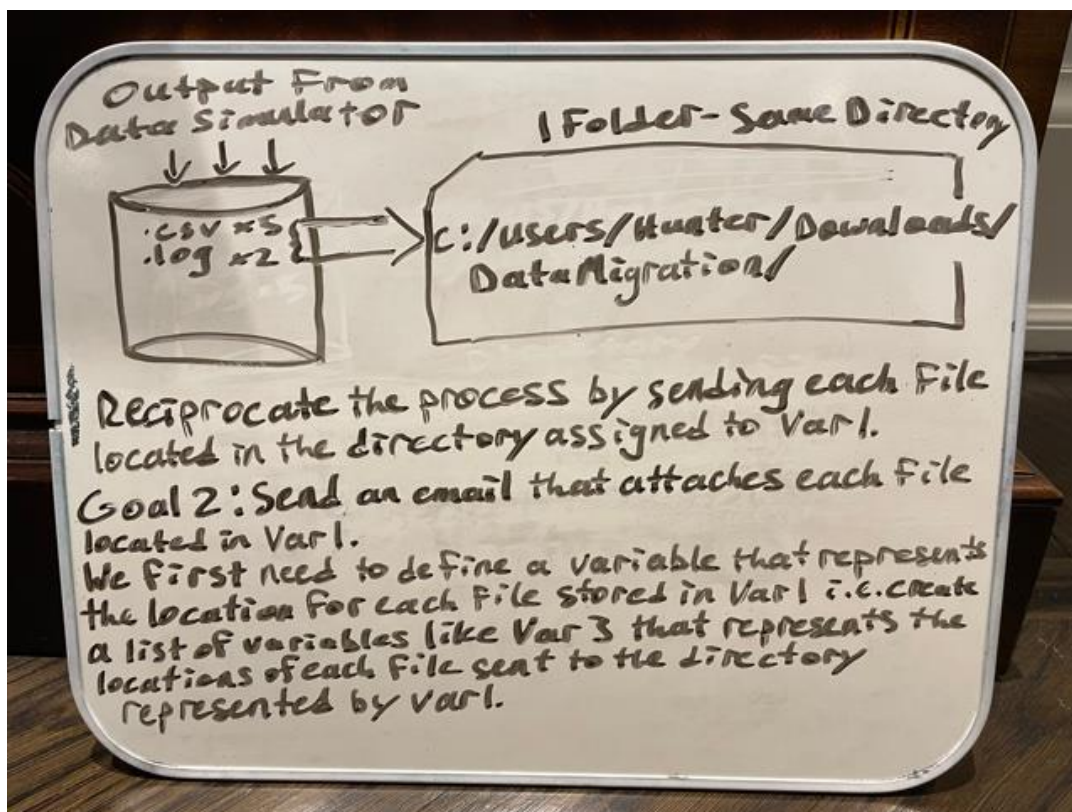 Output From
Data Simulator
1 Folder - Same Directory
.csv x5
.log x2
C:/users/Hunter/Downloads/
DataMigration/
Reciprocate the process by sending each File
located in the directory assigned to Var1.
Goal 2: Send an email that attaches each File
located in Var1.
We first need to define a variable that represents
the location for each File stored in Var1 i.e. create
a list of variables like Var3 that represents the
locations of each File sent to the directory
represented by var1.